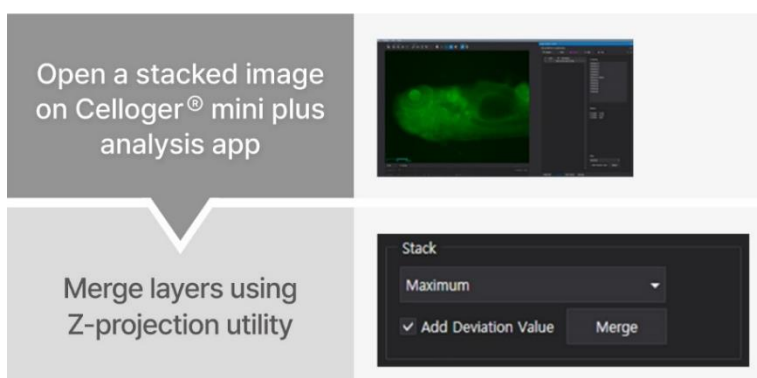 Open a stacked image
on Celloger® mini plus
analysis app
Merge layers using
Z-projection utility
Stack
Maximum
Add Deviation Value
Merge